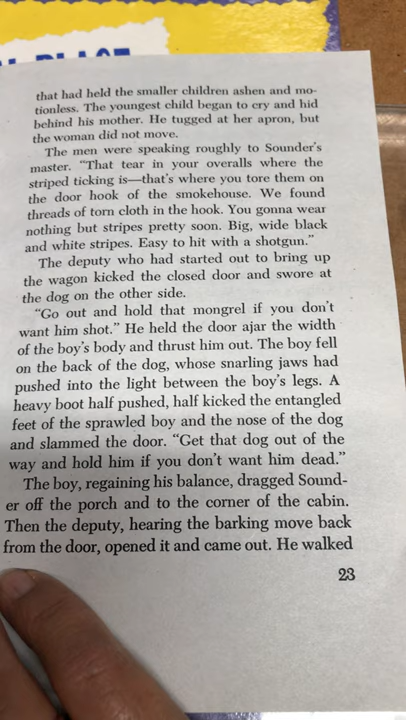 PLACE
that had held the smaller children ashen and mo-
tionless. The youngest child began to cry and hid
behind his mother. He tugged at her apron, but
the woman did not move.
The men were speaking roughly to Sounder's
master. "That tear in your overalls where the
striped ticking is—that's where you tore them on
the door hook of the smokehouse. We found
threads of torn cloth in the hook. You gonna wear
nothing but stripes pretty soon. Big, wide black
and white stripes. Easy to hit with a shotgun."
The deputy who had started out to bring up
the wagon kicked the closed door and swore at
the dog on the other side.
"Go out and hold that mongrel if you don't
want him shot." He held the door ajar the width
of the boy's body and thrust him out. The boy fell
on the back of the dog, whose snarling jaws had
pushed into the light between the boy's legs. A
heavy boot half pushed, half kicked the entangled
feet of the sprawled boy and the nose of the dog
and slammed the door. "Get that dog out of the
way and hold him if you don't want him dead."
The boy, regaining his balance, dragged Sound-
er off the porch and to the corner of the cabin.
Then the deputy, hearing the barking move back
from the door, opened it and came out. He walked
23